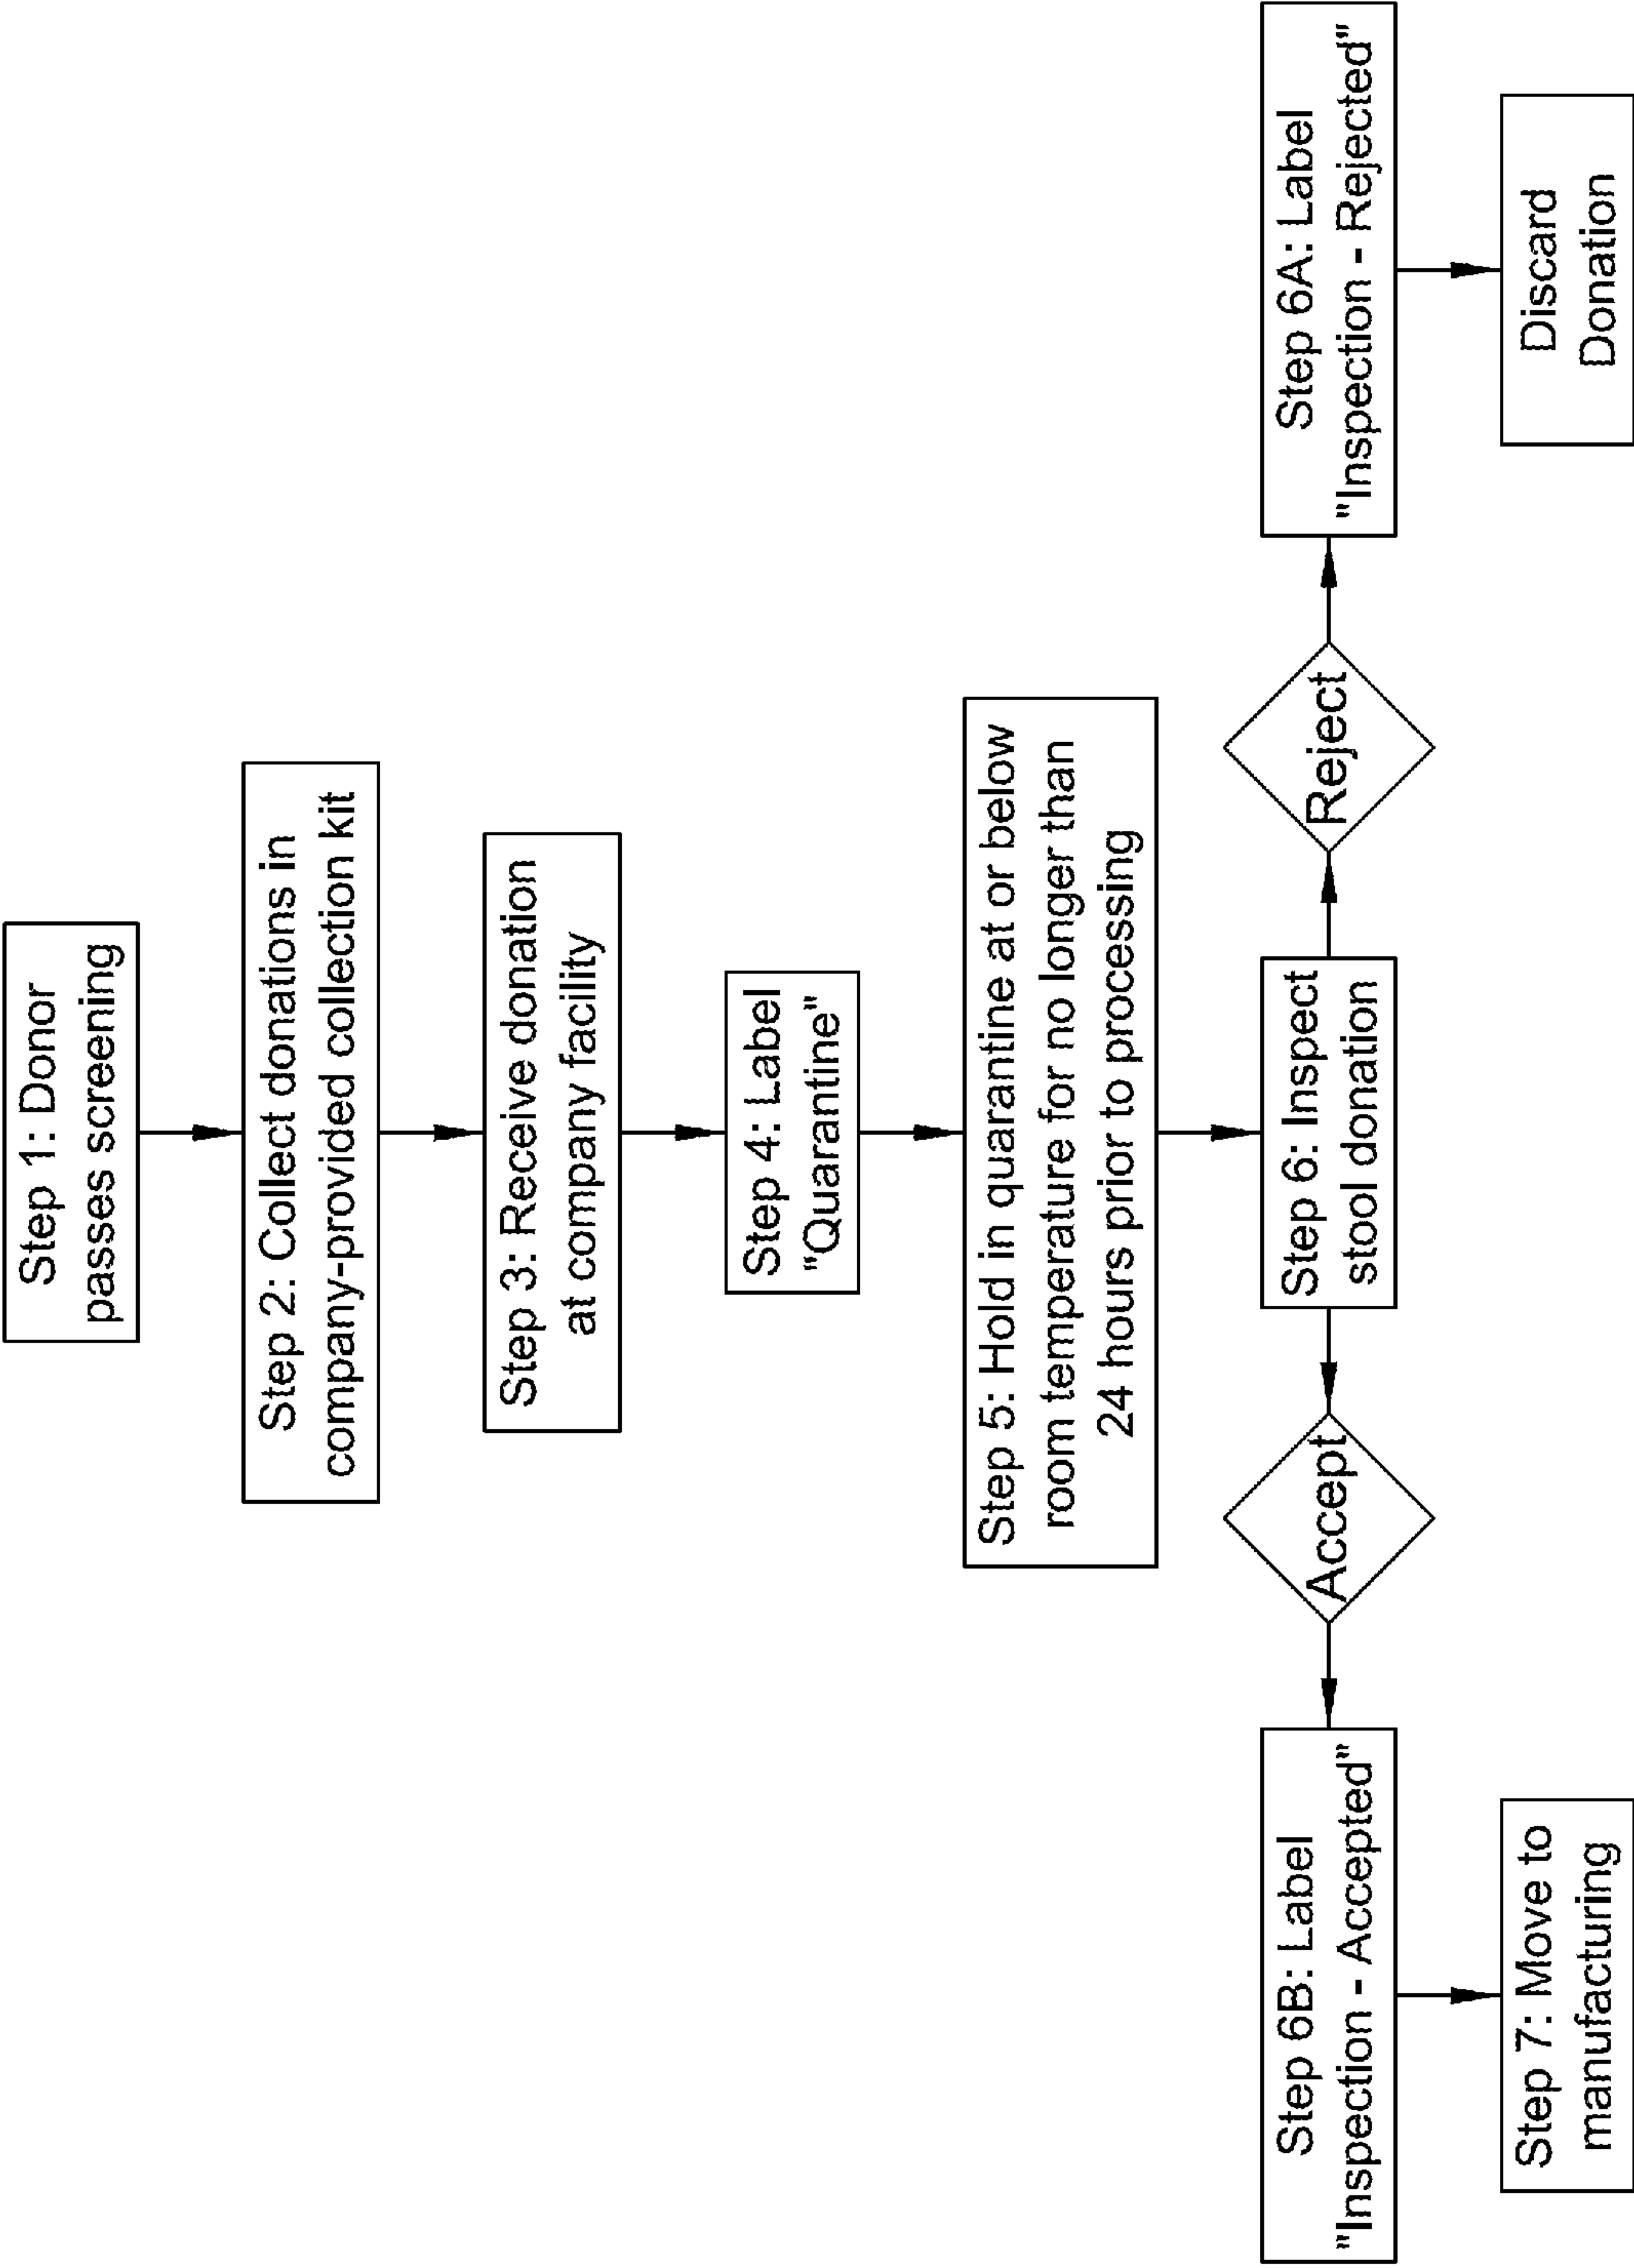 Step 1: Donor
passes screening
Step 2: Collect donations in
company-provided collection kit
Step 3: Receive donation
at company facility
Step 4: Label
"Quarantine"
Step 5: Hold in quarantine at or below
room temperature for no longer than
24 hours prior to processing
Step 6: Inspect
stool donation
Accept
Reject
Step 6B: Label
"Inspection - Accepted"
Step 6A: Label
"Inspection - Rejected"
Step 7: Move to
manufacturing
Discard
Donation